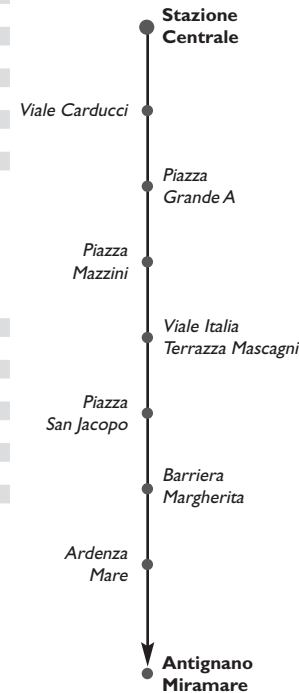 Stazione
Centrale
Viale Carducci
Piazza
Grande A
Piazza
Mazzini
Viale Italia
Terrazza Mascagni
Piazza
San Jacopo
Barriera
Margherita
Ardenza
Mare
Antignano
Miramare